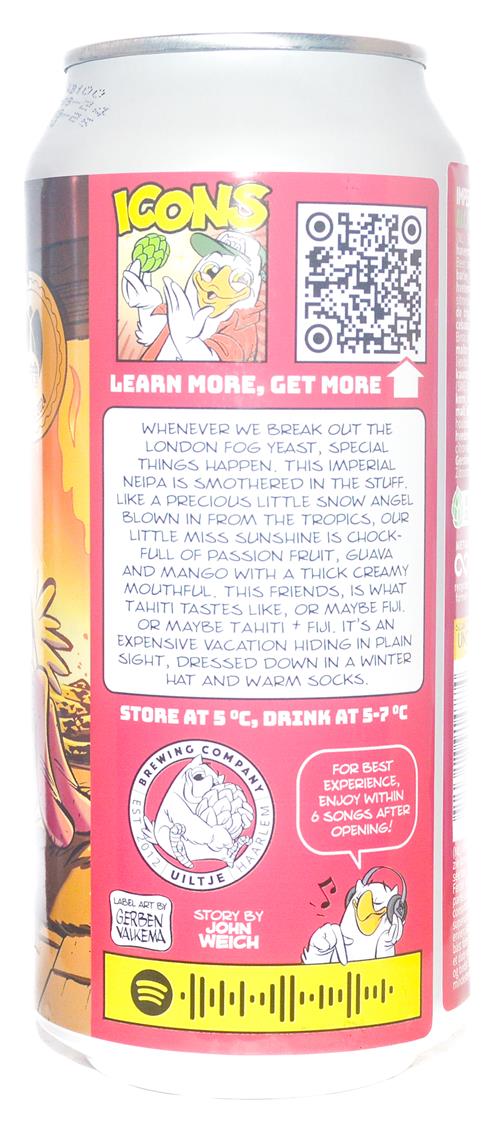 ICONS
LEARN MORE, GET MORE
WHENEVER WE BREAK OUT THE
LONDON FOG YEAST, SPECIAL
THINGS HAPPEN. THIS IMPERIAL
NEIPA IS SMOTHERED IN THE STUFF.
LIKE A PRECIOUS LITTLE SNOW ANGEL
BLOWN IN FROM THE TROPICS, OUR
LITTLE MISS SUNSHINE IS CHOCK-
FULL OF PASSION FRUIT, GUAVA
AND MANGO WITH A THICK CREAMY
MOUTHFUL. THIS FRIENDS, IS WHAT
TAHITI TASTES LIKE, OR MAYBE FIJI.
OR MAYBE TAHITI + FIJI. IT'S AN
EXPENSIVE VACATION HIDING IN PLAIN
SIGHT, DRESSED DOWN IN A WINTER
HAT AND WARM SOCKS.
STORE AT 5 ºC, DRINK AT 5-7 ºC
BREWING COMPANY
EST. 2012
UILTJE
HAARLEM
FOR BEST
EXPERIENCE,
ENJOY WITHIN
6 SONGS AFTER
OPENING!
LABEL ART BY
GERBEN
VALKEMA
STORY BY
JOHN
WEICH